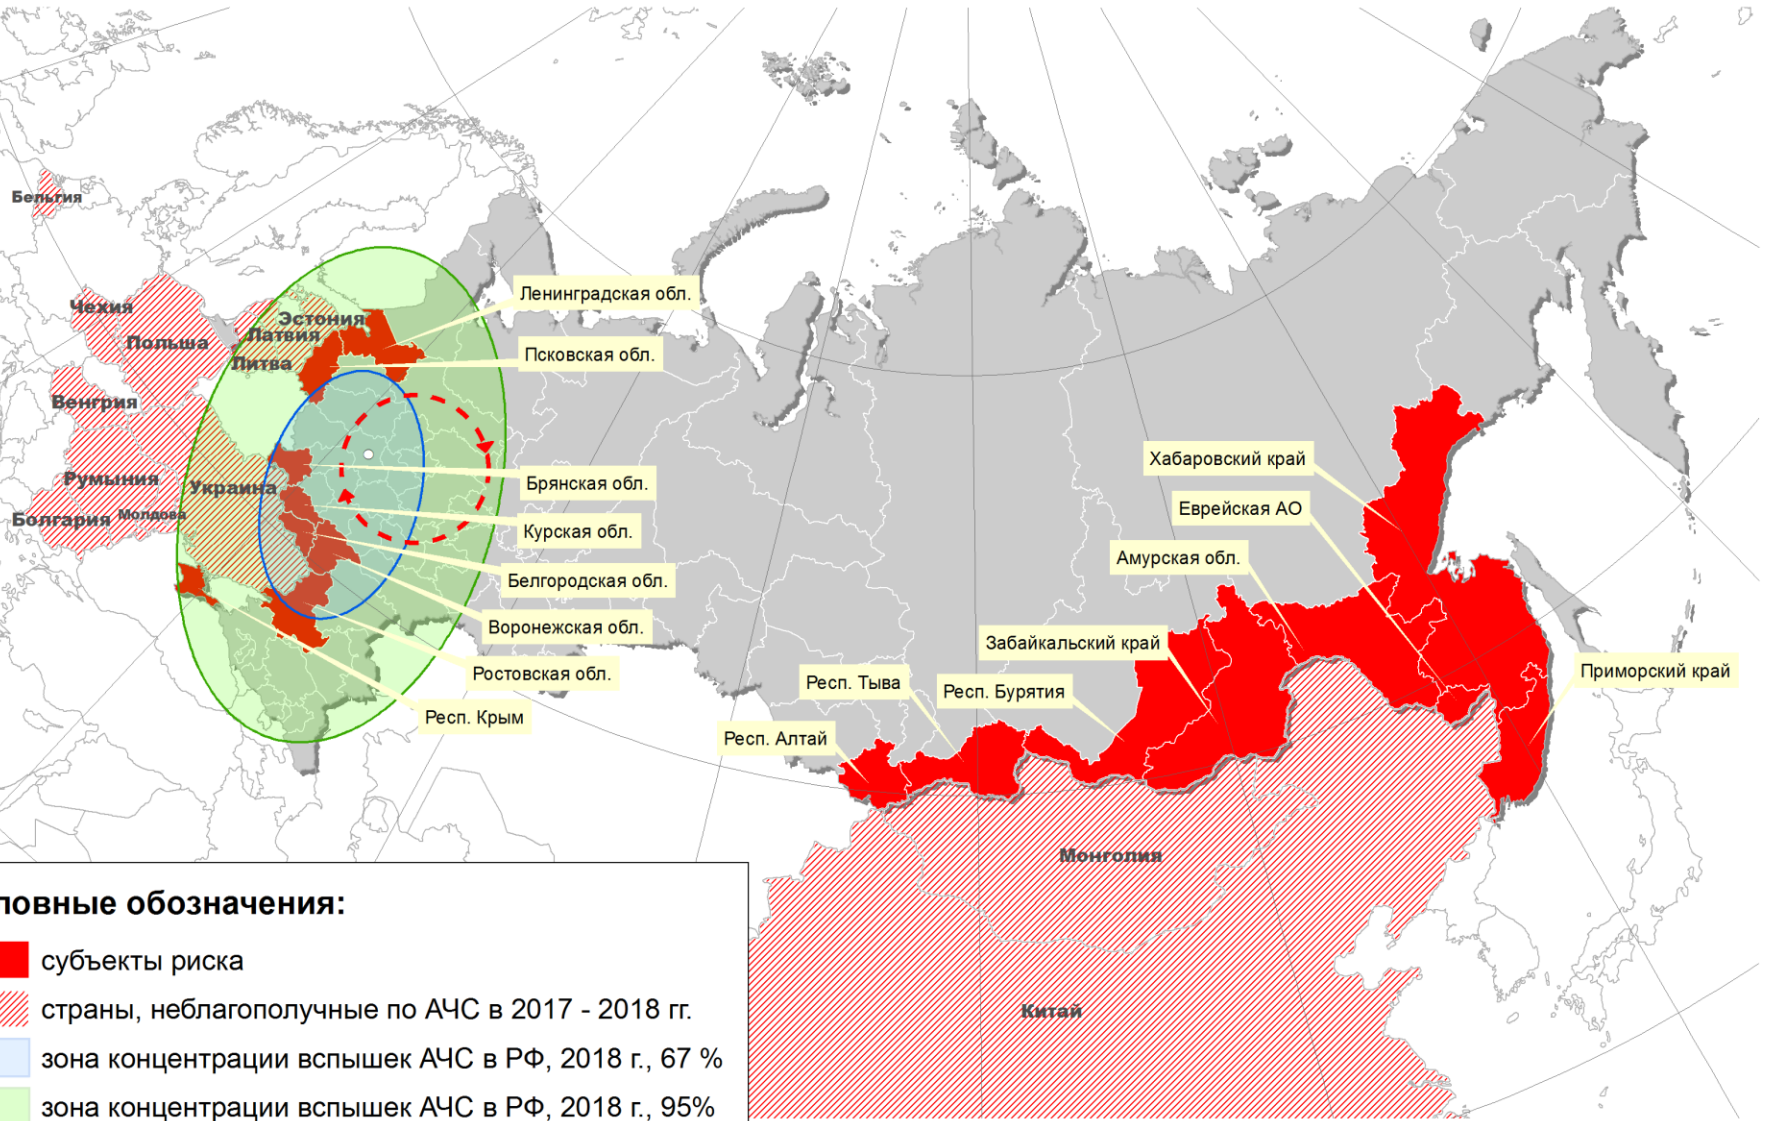 Бельгия
Чехия
Польша
Эстония
Латвия
Литва
Венгрия
Румыния
Украина
Болгария
Молдова
Ленинградская обл.
Псковская обл.
Брянская обл.
Курская обл.
Белгородская обл.
Воронежская обл.
Ростовская обл.
Респ. Крым
Хабаровский край
Еврейская АО
Амурская обл.
Забайкальский край
Приморский край
Респ. Тыва
Респ. Бурятия
Респ. Алтай
Монголия
Китай
ловные обозначения:
субъекты риска
страны, неблагополучные по АЧС в 2017 - 2018 гг.
зона концентрации вспышек АЧС в РФ, 2018 г., 67 %
зона концентрации вспышек АЧС в РФ, 2018 г., 95%